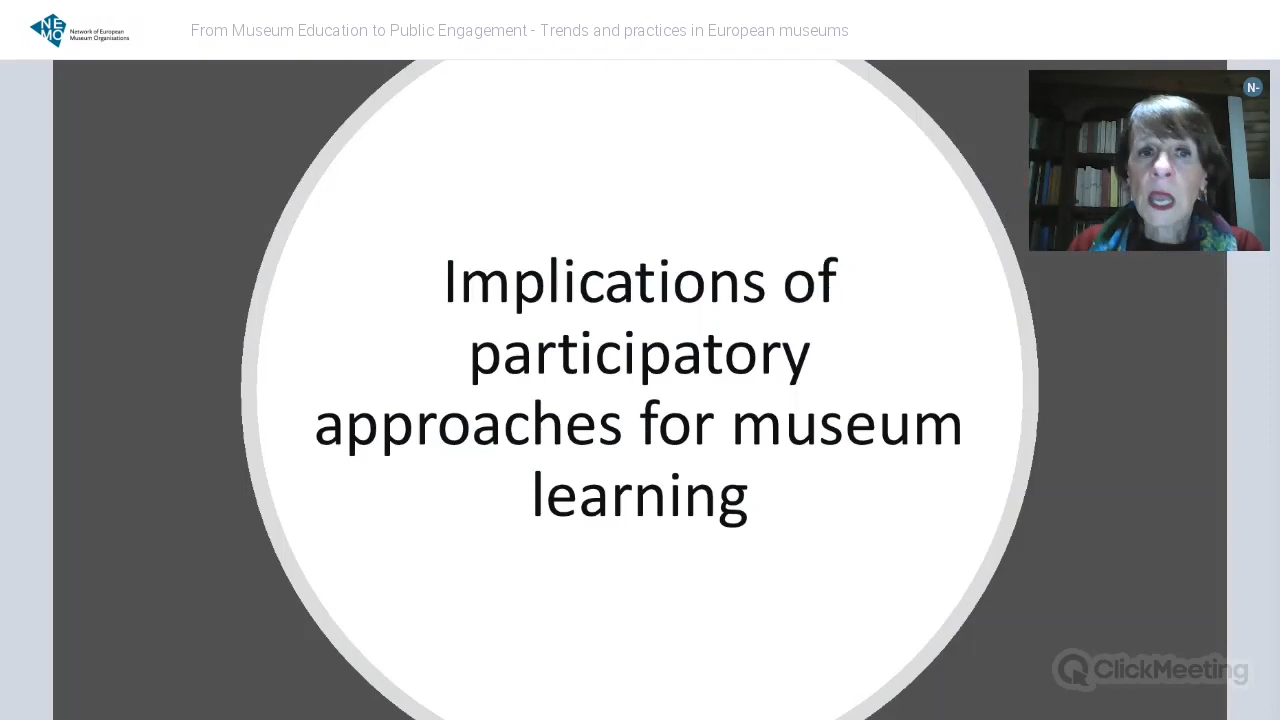 NE
MO
Network of European
Museum Organisations
From Museum Education to Public Engagement - Trends and practices in European museums
N-
Implications of
participatory
approaches for museum
learning
ClickMeeting